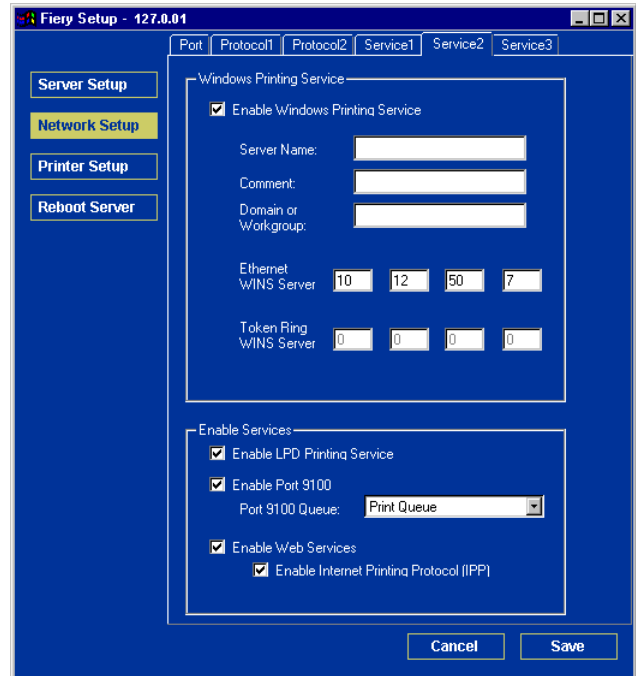 Fiery Setup - 127.0.01
Port Protocol1 Protocol2 Service1 Service2 Service3
Server Setup
Network Setup
Printer Setup
Reboot Server
Windows Printing Service
Enable Windows Printing Service
Server Name:
Comment:
Domain or
Workgroup:
Ethernet
WINS Server 10 12 50 7
Token Ring
WINS Server 0 0 0 0
Enable Services
Enable LPD Printing Service
Enable Port 9100
Port 9100 Queue: Print Queue
Enable Web Services
Enable Internet Printing Protocol (IPP)
Cancel Save